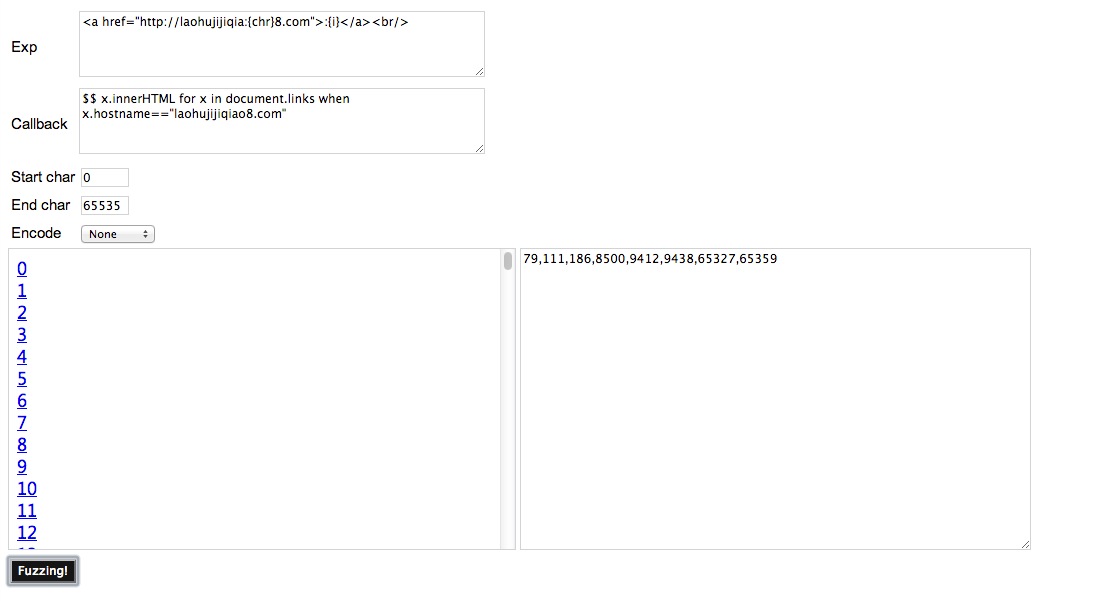 Exp
<a href="http://laohujijiqia:{chr}8.com">:{i}</a><br/>
Callback
$$ x.innerHTML for x in document.links when
x.hostname=="laohujijiqiao8.com"
Start char
0
End char
65535
Encode
None
0
1
2
3
4
5
6
7
8
9
10
11
12
79,111,186,8500,9412,9438,65327,65359
Fuzzing!